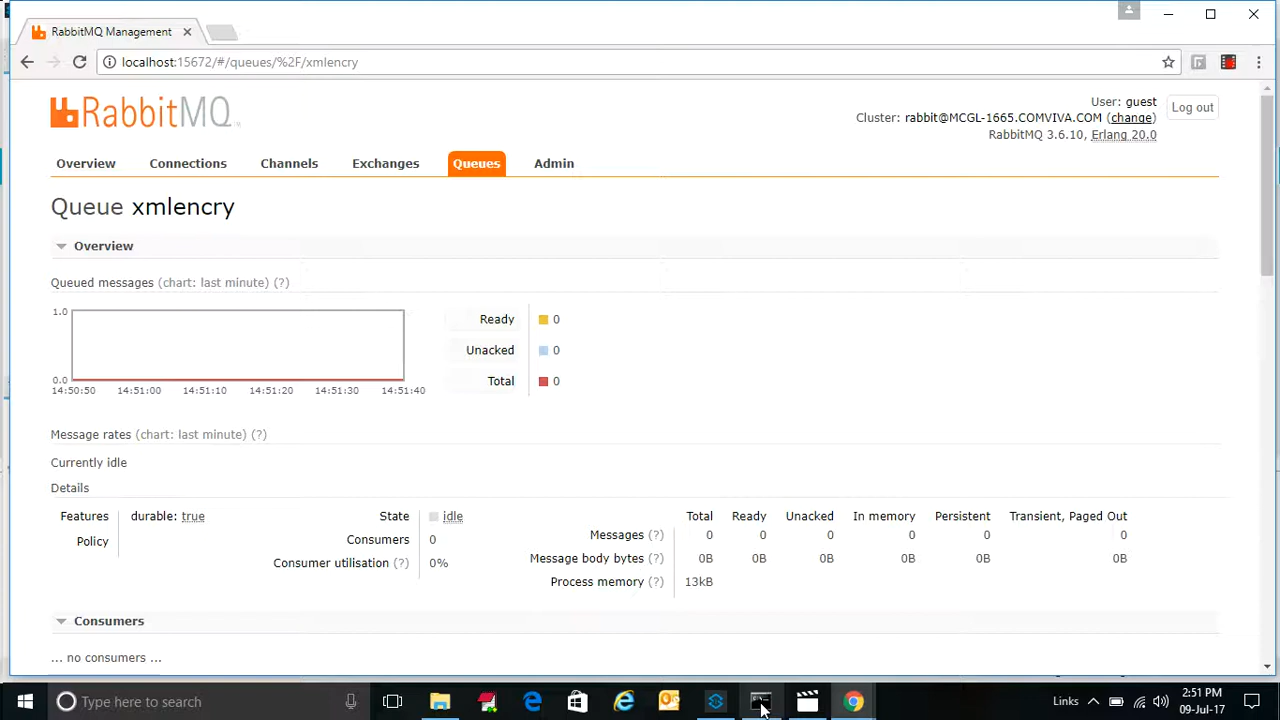 RabbitMQ Management
localhost:15672/#/queues/%2F/xmlencry
RabbitMQ
User: guest
Log out
Cluster: rabbit@MCGL-1665.COMVIVA.COM (change)
RabbitMQ 3.6.10, Erlang 20.0
Overview Connections Channels Exchanges Queues Admin
Queue xmlencry
Overview
Queued messages (chart: last minute) (?)
1.0
0.0
14:50:50 14:51:00 14:51:10 14:51:20 14:51:30 14:51:40
Ready 0
Unacked 0
Total 0
Message rates (chart: last minute) (?)
Currently idle
Details
Features durable: true
Policy
State idle
Consumers 0
Consumer utilisation (?) 0%
Total Ready Unacked In memory Persistent Transient, Paged Out
Messages (?) 0 0 0 0 0 0
Message body bytes (?) 0B 0B 0B 0B 0B 0B
Process memory (?) 13kB
Consumers
... no consumers ...
Type here to search
Links
2:51 PM
09-Jul-17